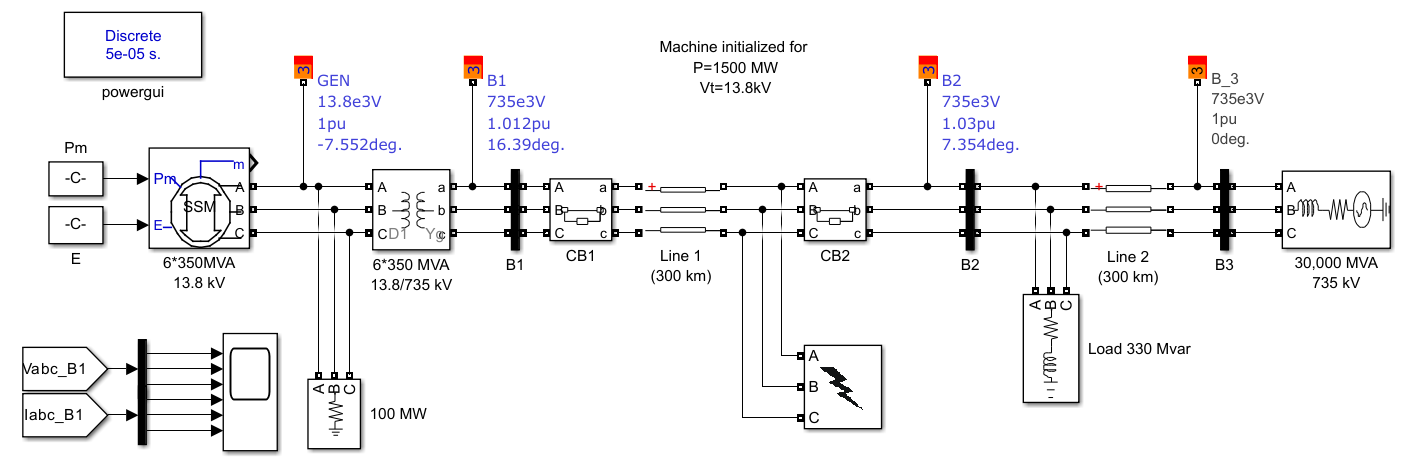 Discrete
5e-05 s.
powergui
Machine initialized for
P=1500 MW
Vt=13.8kV
3
GEN
13.8e3V
1pu
-7.552deg.
3
B1
735e3V
1.012pu
16.39deg.
3
B2
735e3V
1.03pu
7.354deg.
3
B_3
735e3V
1pu
0deg.
Pm
-C-
-C-
E
Pm
E
m
SSM
A
B
C
6*350MVA
13.8 kV
A
B
C
D1
Yg
a
b
c
6*350 MVA
13.8/735 kV
B1
A
B
C
a
b
c
CB1
+
Line 1
(300 km)
A
B
C
a
b
c
CB2
B2
+
Line 2
(300 km)
B3
A
B
C
30,000 MVA
735 kV
A
B
C
Load 330 Mvar
Vabc_B1
Iabc_B1
A
B
C
100 MW
A
B
C